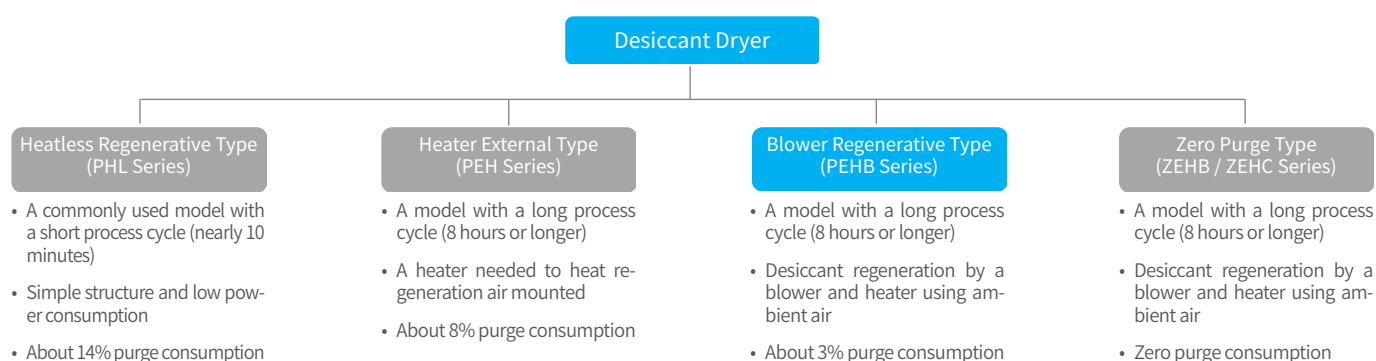 Desiccant Dryer
Heatless Regenerative Type
(PHL Series)
• A commonly used model with
a short process cycle (nearly 10
minutes)
• Simple structure and low pow-
er consumption
• About 14% purge consumption
Heater External Type
(PEH Series)
• A model with a long process
cycle (8 hours or longer)
• A heater needed to heat re-
generation air mounted
• About 8% purge consumption
Blower Regenerative Type
(PEHB Series)
• A model with a long process
cycle (8 hours or longer)
• Desiccant regeneration by a
blower and heater using am-
bient air
• About 3% purge consumption
Zero Purge Type
(ZEHB / ZEHC Series)
• A model with a long process
cycle (8 hours or longer)
• Desiccant regeneration by a
blower and heater using am-
bient air
• Zero purge consumption